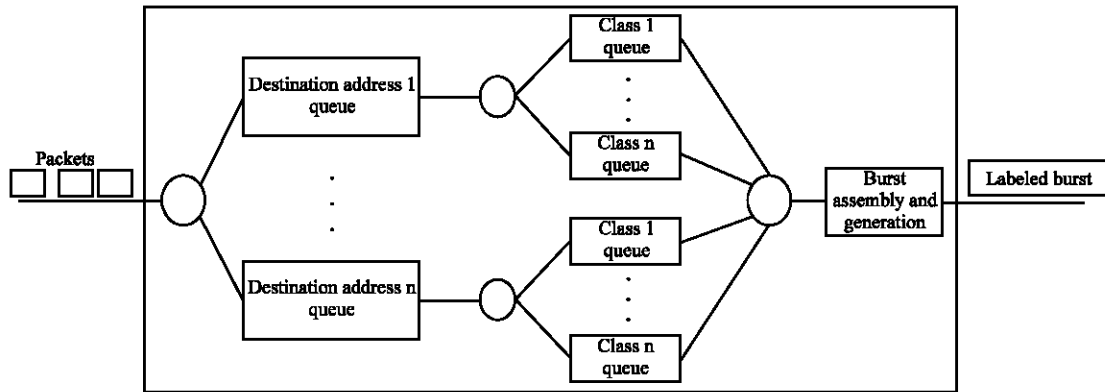 Class 1
queue
Destination address 1
queue
Class n
queue
Packets
Burst
assembly and
generation
Labeled burst
Class 1
queue
Destination address n
queue
Class n
queue